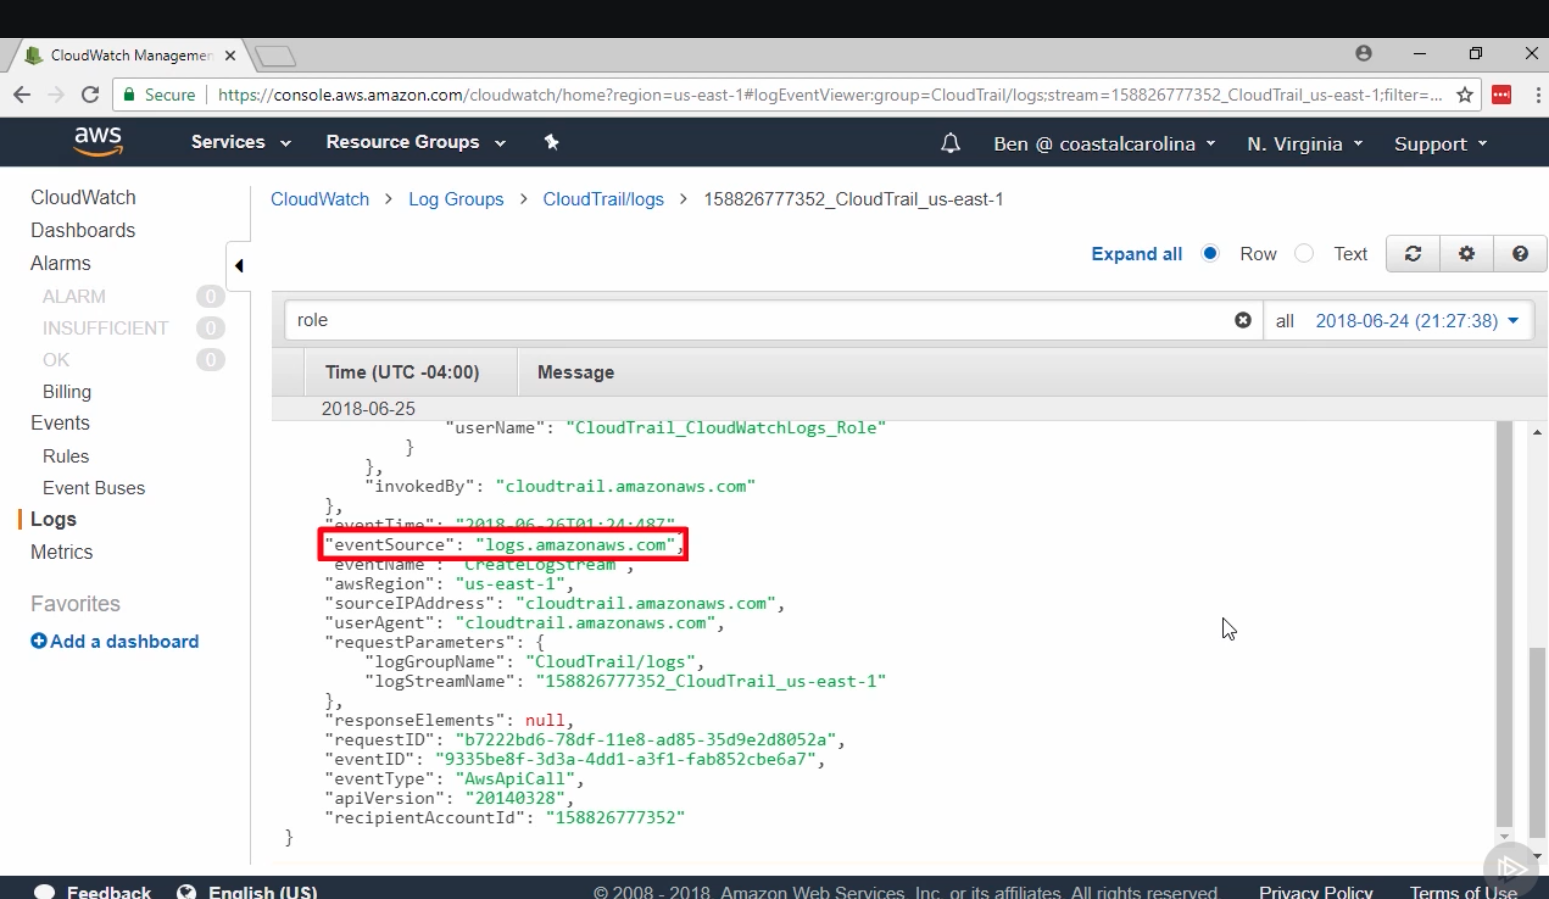 CloudWatch Managemen
Secure
https://console.aws.amazon.com/cloudwatch/home?region=us-east-1#logEventViewer:group=CloudTrail/logs;stream=158826777352_CloudTrail_us-east-1;filter=...
aws Services Resource Groups Ben @ coastalcarolina N. Virginia Support
CloudWatch
Dashboards
Alarms
ALARM 0
INSUFFICIENT 0
OK 0
Billing
Events
Rules
Event Buses
Logs
Metrics
Favorites
Add a dashboard
CloudWatch > Log Groups > CloudTrail/logs > 158826777352_CloudTrail_us-east-1
Expand all Row Text
role all 2018-06-24 (21:27:38)
Time (UTC -04:00) Message
2018-06-25
"userName": "CloudTrail_CloudWatchLogs_Role"
}
},
"invokedBy": "cloudtrail.amazonaws.com"
},
"eventTime": "2018-06-26T01:24:48Z",
"eventSource": "logs.amazonaws.com",
"eventName": "CreateLogStream",
"awsRegion": "us-east-1",
"sourceIPAddress": "cloudtrail.amazonaws.com",
"userAgent": "cloudtrail.amazonaws.com",
"requestParameters": {
"logGroupName": "CloudTrail/logs",
"logStreamName": "158826777352_CloudTrail_us-east-1"
},
"responseElements": null,
"requestID": "b7222bd6-78df-11e8-ad85-35d9e2d8052a",
"eventID": "9335be8f-3d3a-4dd1-a3f1-fab852cbe6a7",
"eventType": "AwsApiCall",
"apiVersion": "20140328",
"recipientAccountId": "158826777352"
}
Feedback English (US) © 2008 - 2018, Amazon Web Services, Inc. or its affiliates. All rights reserved. Privacy Policy Terms of Use